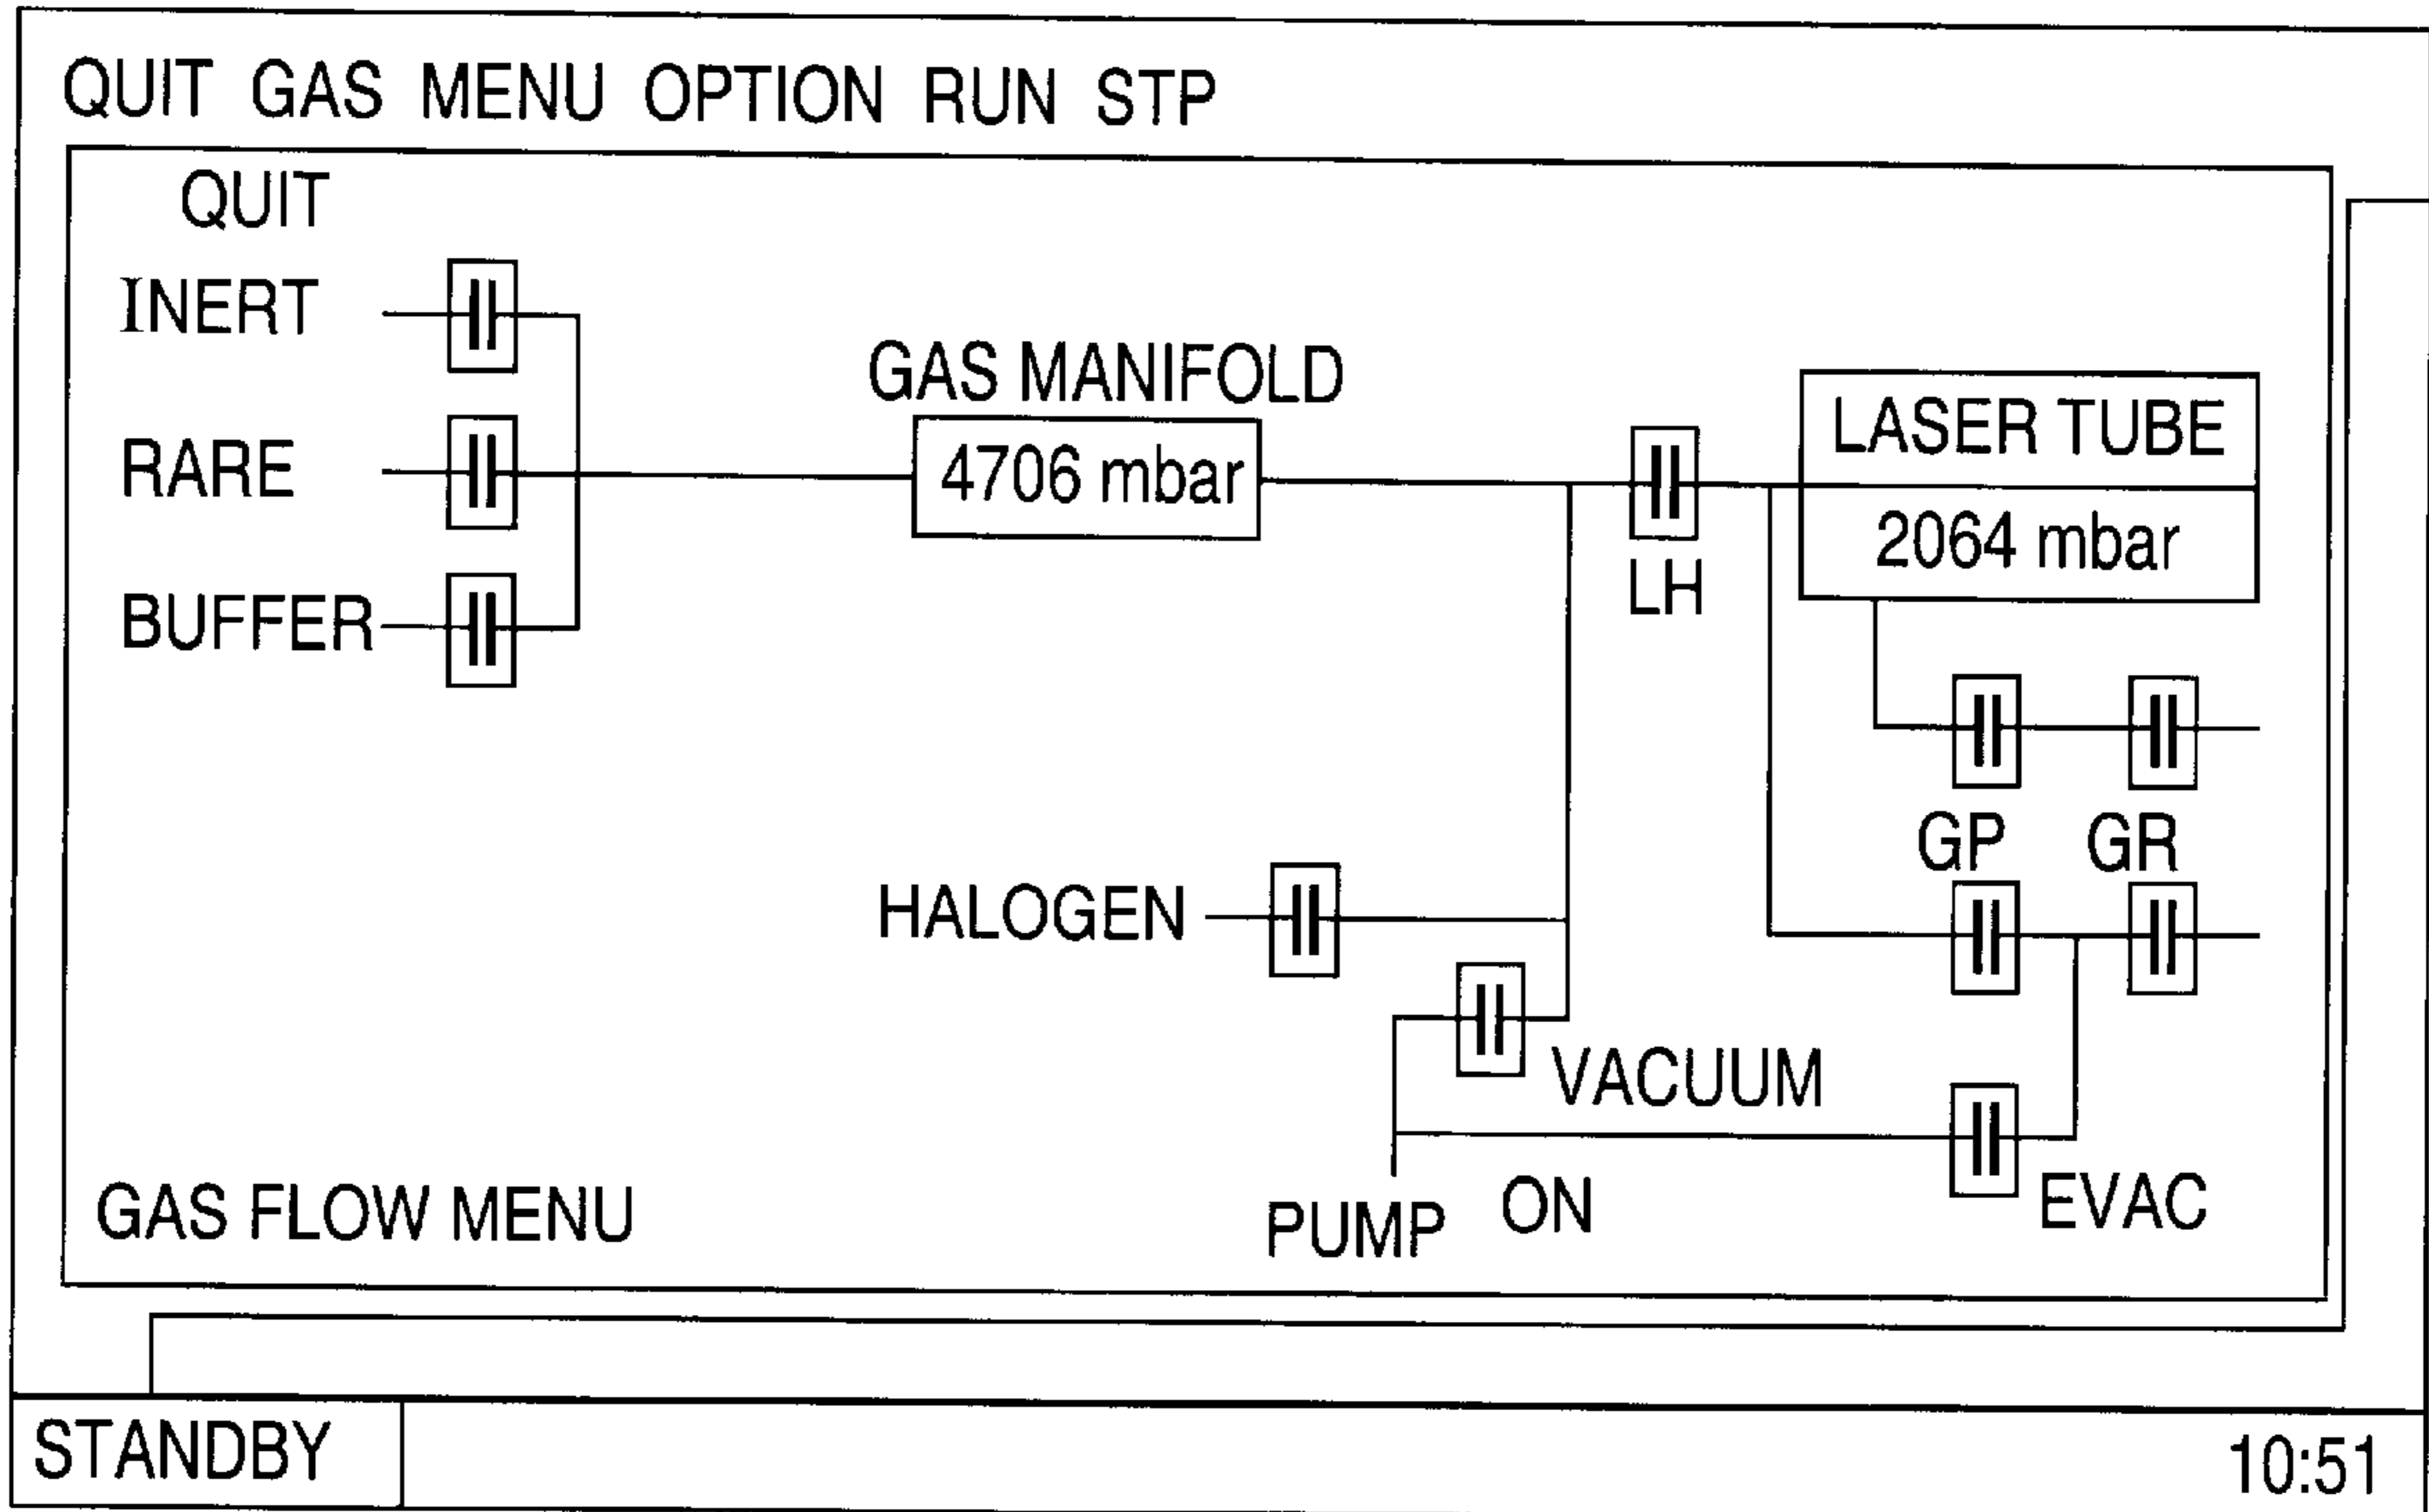 QUIT GAS MENU OPTION RUN STP
QUIT
INERT
GAS MANIFOLD
RARE
4706 mbar
LASER TUBE
2064 mbar
LH
BUFFER
GP GR
HALOGEN
VACUUM
GAS FLOW MENU
PUMP ON
EVAC
STANDBY
10:51